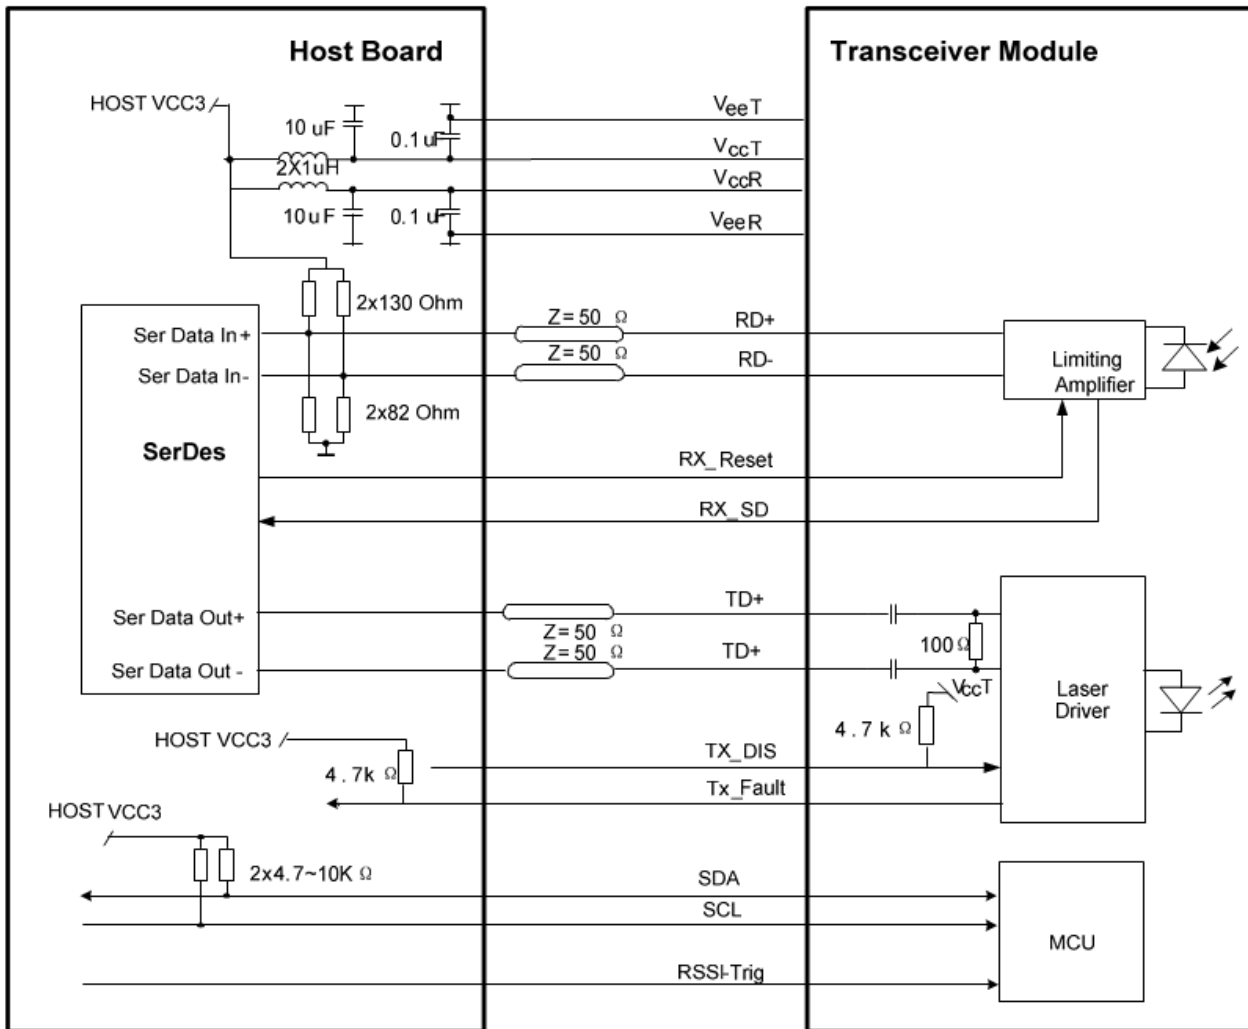 Host Board
Transceiver Module
HOST VCC3
10 uF
0.1 uF
VeeT
VccT
2X1uH
VccR
10uF
0.1 uF
VeeR
2x130 Ohm
Ser Data In+
Z=50 Ω
RD+
Z=50 Ω
Ser Data In-
RD-
Limiting
Amplifier
2x82 Ohm
SerDes
RX_Reset
RX_SD
Ser Data Out+
TD+
Z=50 Ω
Z=50 Ω
TD+
100Ω
Ser Data Out -
VccT
Laser
Driver
4.7 k Ω
HOST VCC3
TX_DIS
4.7k Ω
Tx_Fault
HOST VCC3
2x4.7~10K Ω
SDA
SCL
MCU
RSSI-Trig